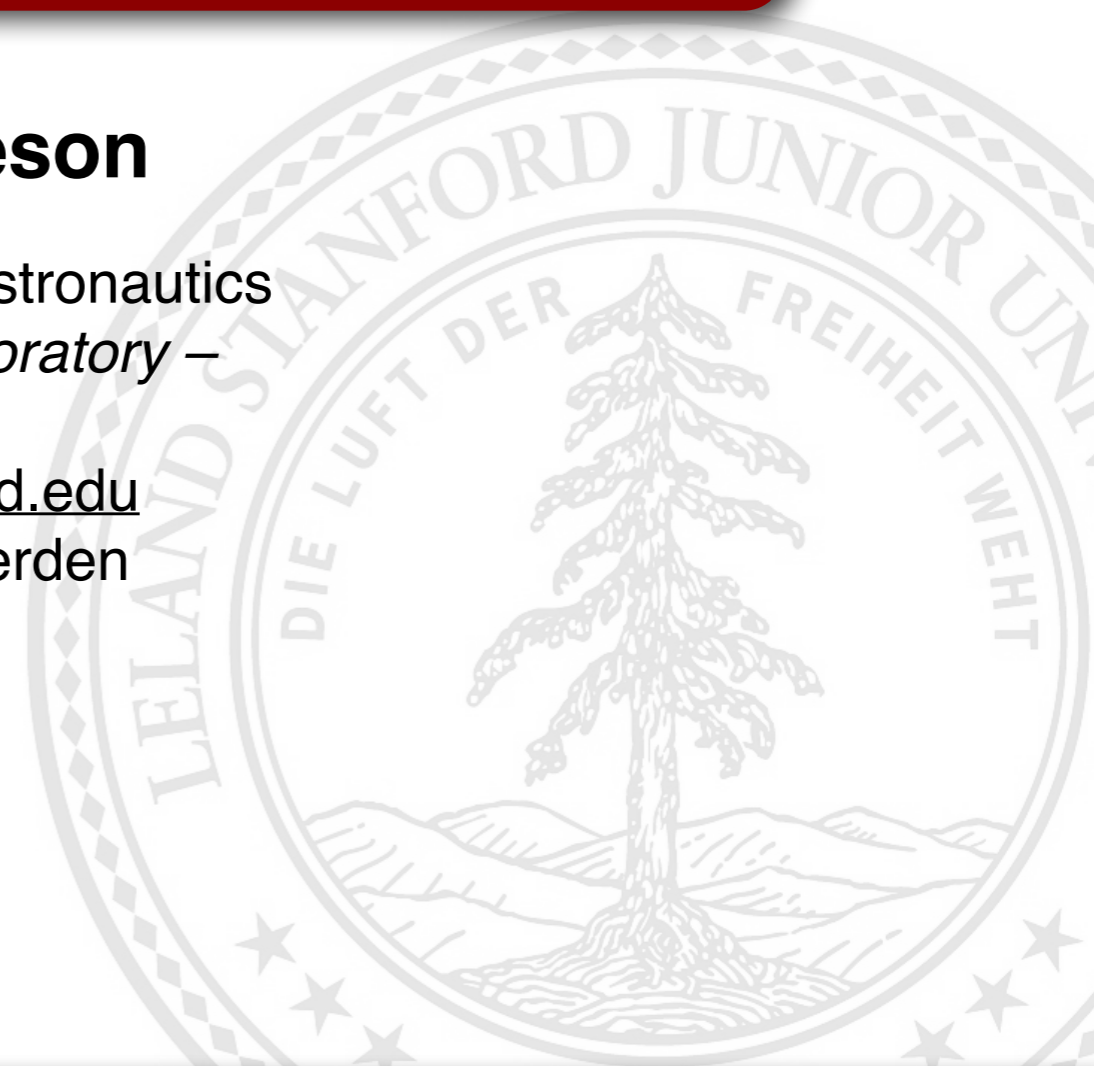 eson
stronautics
oratory –
d.edu
erden
LELAND STANFORD JUNIOR UNI
DIE LUFT DER FREIHEIT WEHT